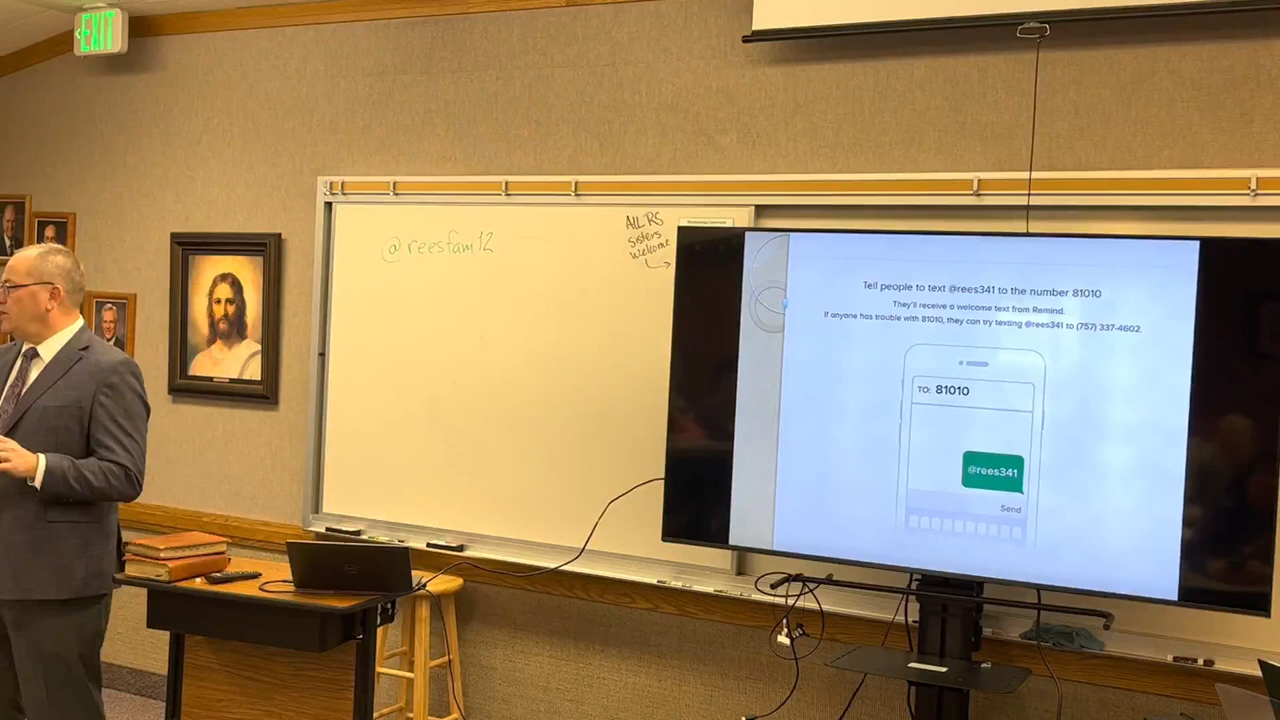 EXIT
@reesfam12
ALL RS
sisters
welcome
Tell people to text @rees341 to the number 81010
They'll receive a welcome text from Remind.
If anyone has trouble with 81010, they can try texting @rees341 to (757) 337-4602.
TO: 81010
@rees341
Send
DELL